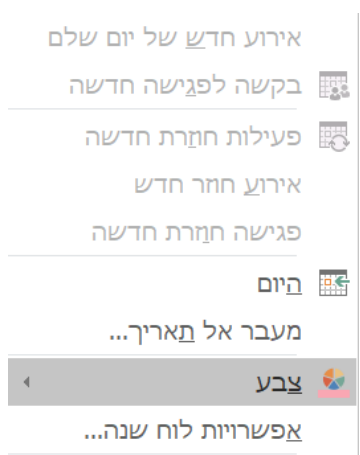 אירוע חדש של יום שלם
בקשה לפגישה חדשה
פעילות חוזרת חדשה
אירוע חוזר חדש
פגישה חוזרת חדשה
היום
מעבר אל תאריך...
צבע
אפשרויות לוח שנה...